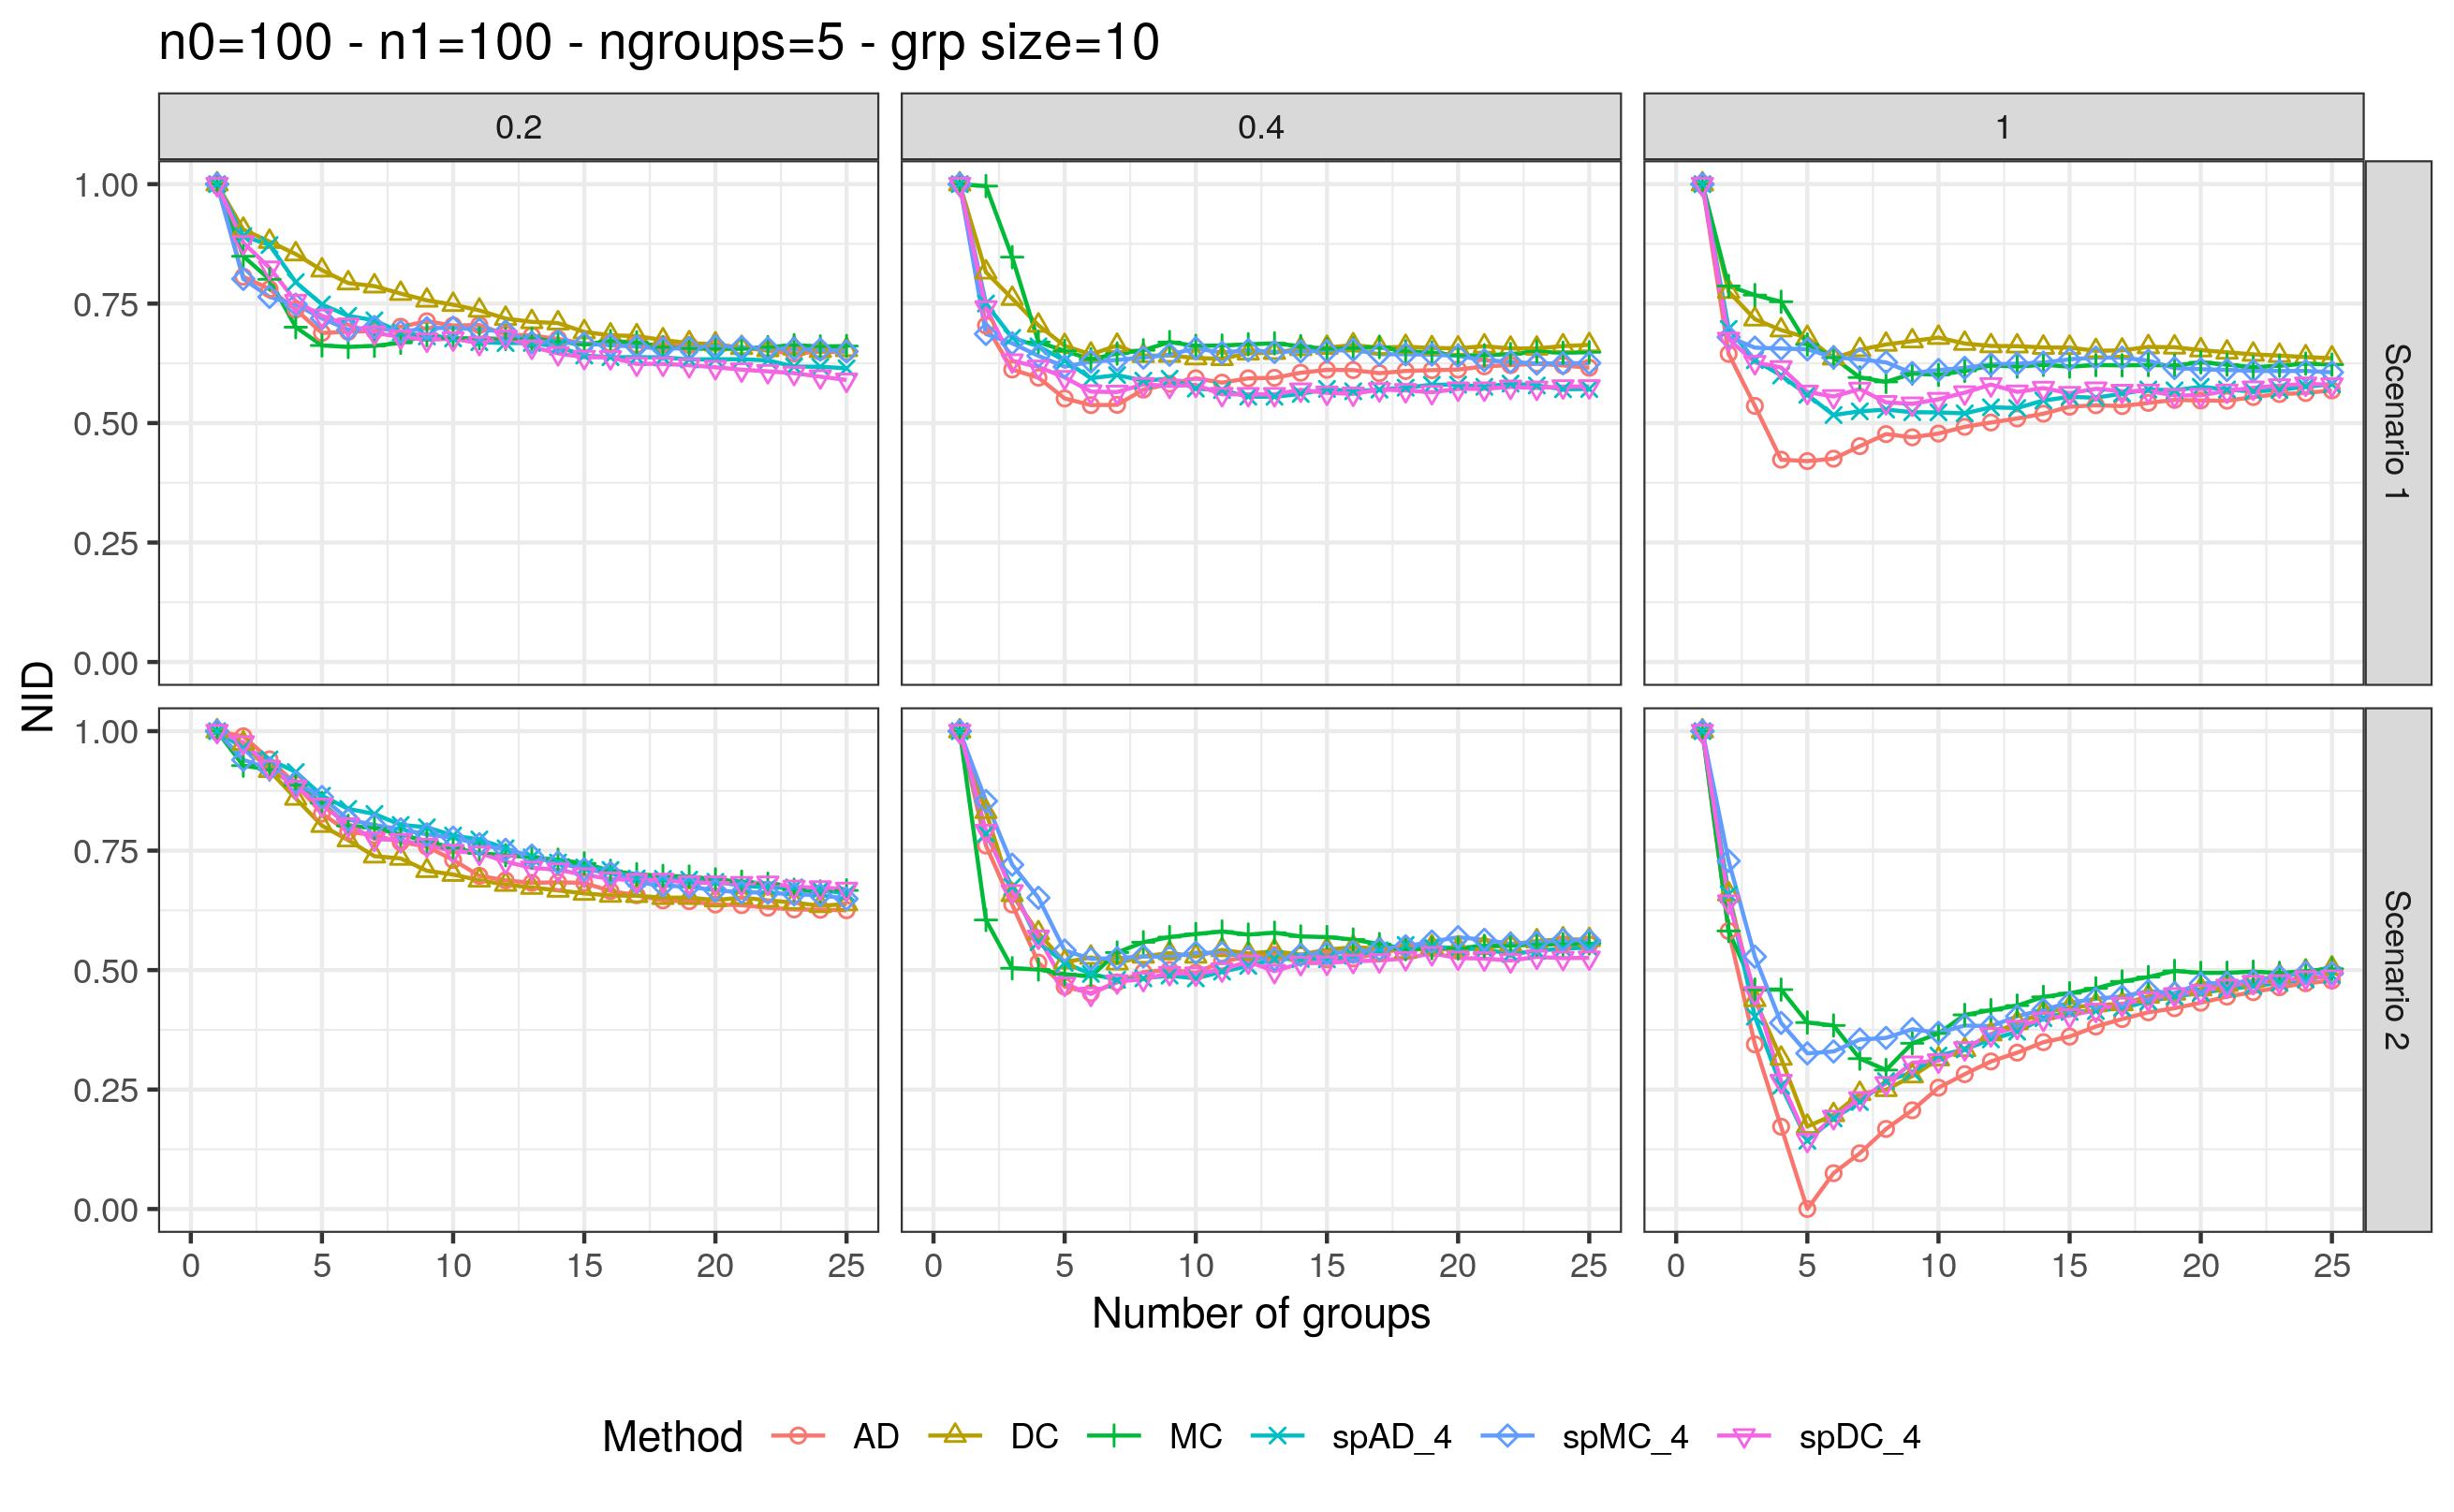 n0=100 - n1=100 - ngroups=5 - grp size=10
0.2 0.4 1
1.00
0.75
0.50
0.25
0.00
Scenario 1
1.00
0.75
0.50
0.25
0.00
Scenario 2
NID
0 5 10 15 20 25 0 5 10 15 20 25 0 5 10 15 20 25
Number of groups
Method AD DC MC spAD_4 spMC_4 spDC_4